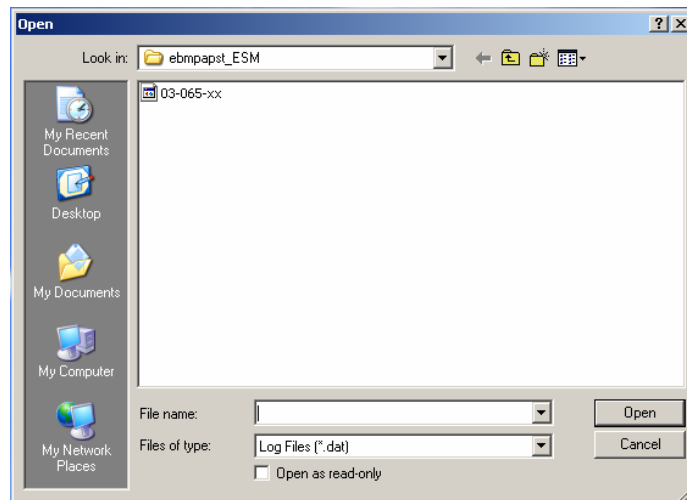 Open
Look in: ebmpapst_ESM
03-065-xx
My Recent
Documents
Desktop
My Documents
My Computer
My Network
Places
File name:
Open
Files of type: Log Files (*.dat)
Cancel
Open as read-only